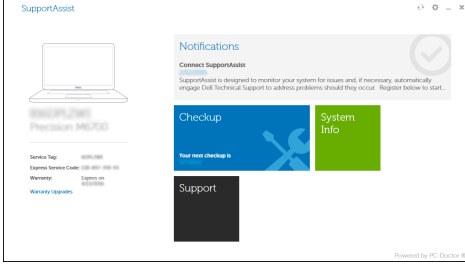 SupportAssist
Notifications
Connect SupportAssist
SupportAssist is designed to monitor your system for issues and, if necessary, automatically
engage Dell Technical Support to address problems should they occur. Register below to start...
Precision M6700
Checkup
Your next checkup is
System
Info
Service Tag:
Express Service Code:
Warranty:
Expires on
Warranty Upgrades
Support
Powered by PC-Doctor ®